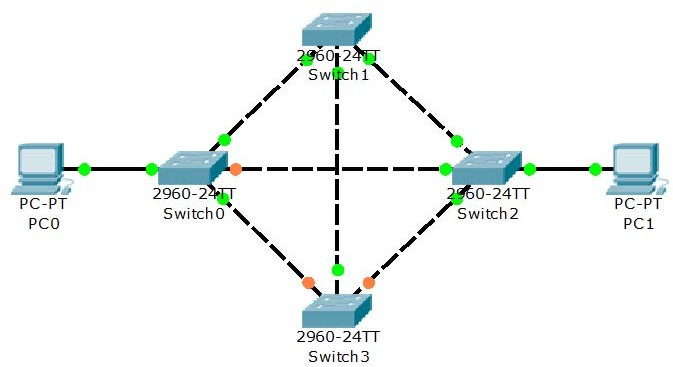 2960-24TT
Switch1
PC-PT
PC0
2960-24TT
Switch0
2960-24TT
Switch2
PC-PT
PC1
2960-24TT
Switch3